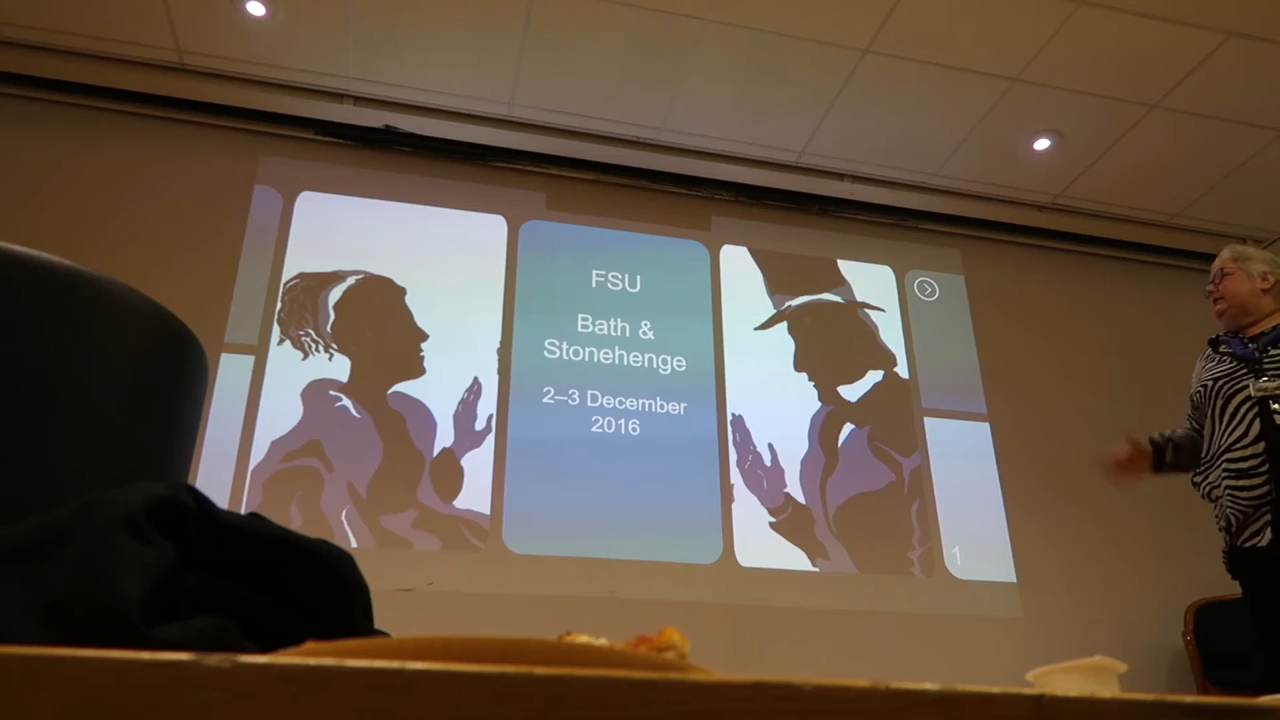 FSU
Bath &
Stonehenge
2–3 December
2016
1